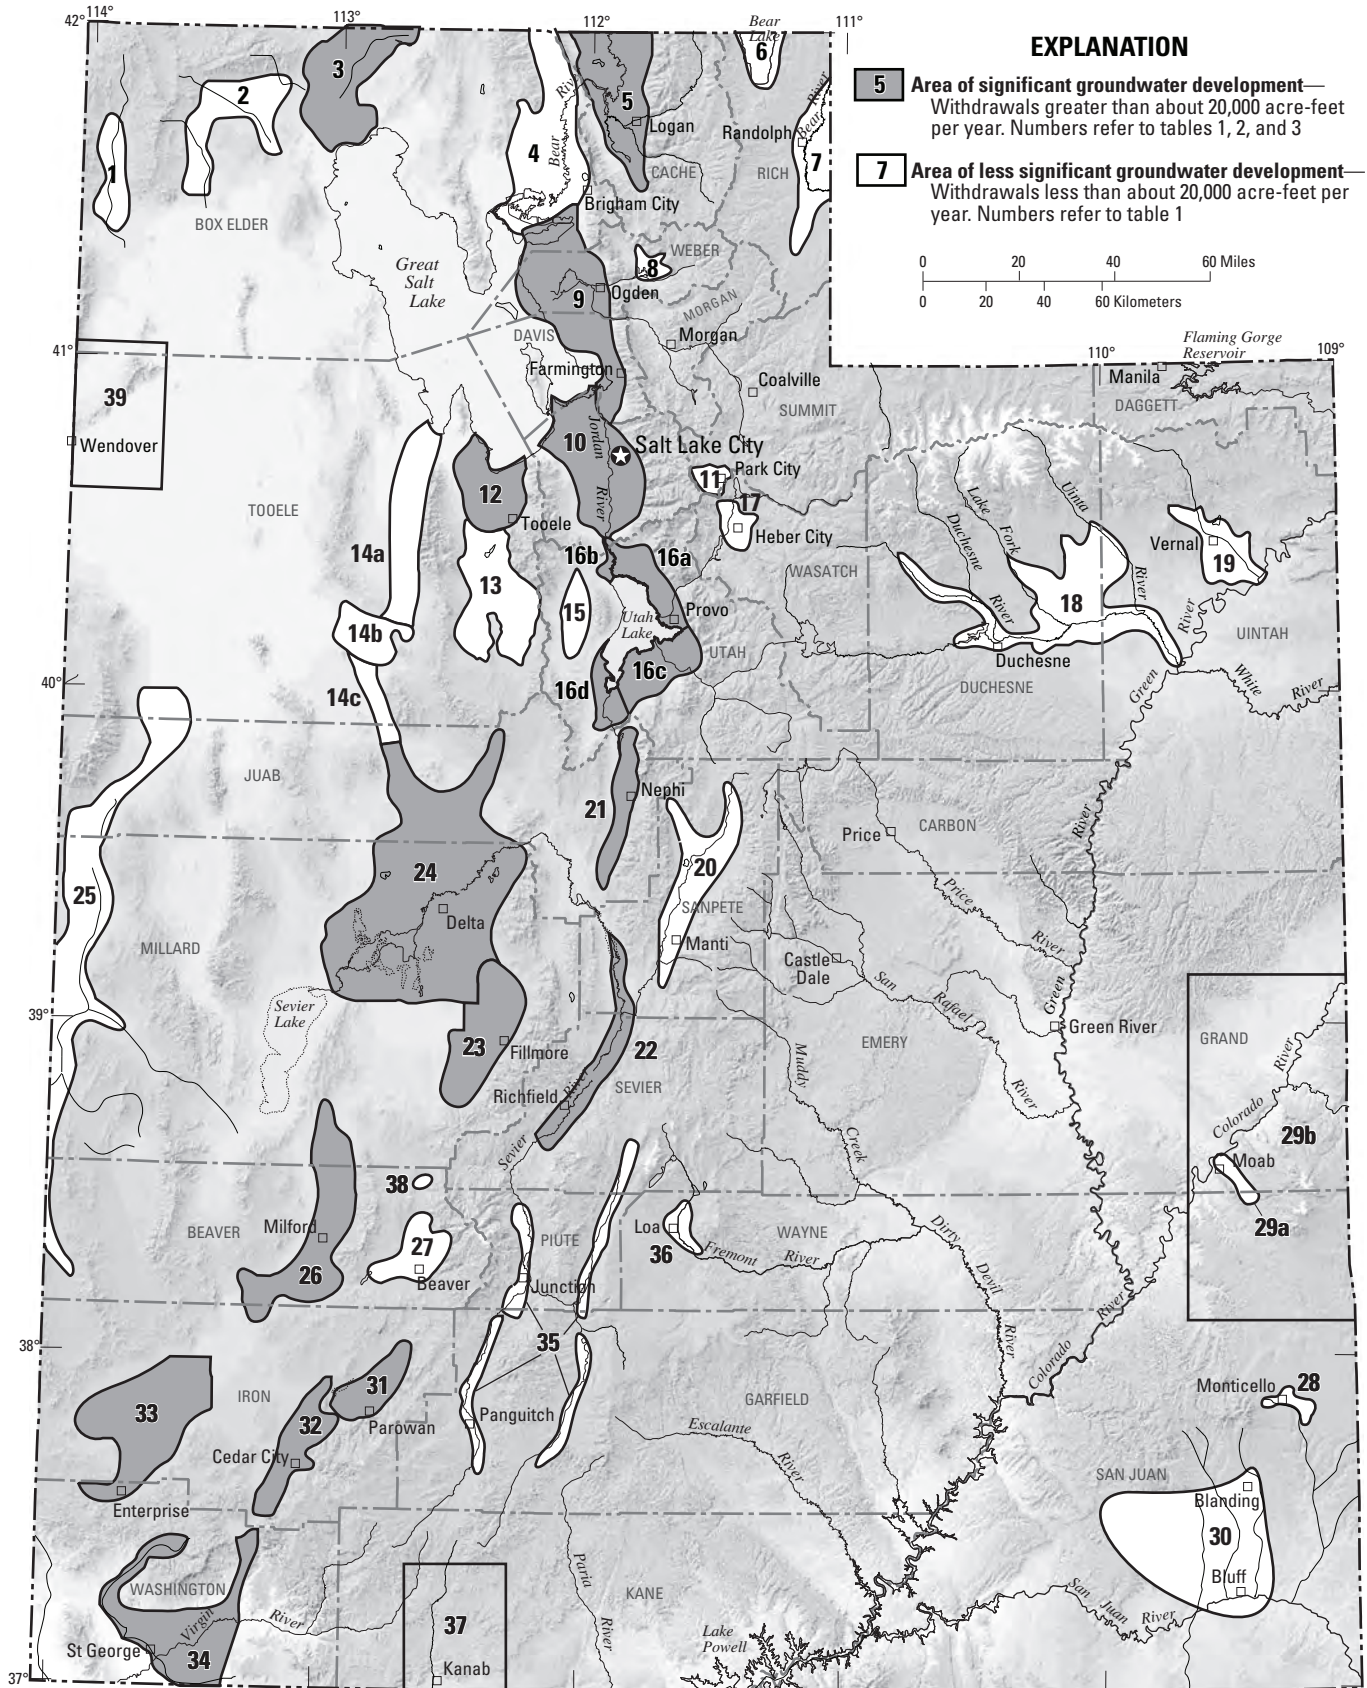 42°
114°
113°
112°
111°
Bear
Lake
6
EXPLANATION
5
Area of significant groundwater development—
Withdrawals greater than about 20,000 acre-feet
per year. Numbers refer to tables 1, 2, and 3
7
Area of less significant groundwater development—
Withdrawals less than about 20,000 acre-feet per
year. Numbers refer to table 1
0 20 40 60 Miles
0 20 40 60 Kilometers
3
2
1
4
5
Logan
Bear
River
CACHE
Randolph
Bear
River
RICH
7
Brigham City
BOX ELDER
WEBER
8
Great
Salt
Lake
9
Ogden
MORGAN
Morgan
DAVIS
Farmington
41°
39
Wendover
Coalville
SUMMIT
Flaming Gorge
Reservoir
110°
109°
Manila
DAGGETT
10
Jordan
River
Salt Lake City
11
Park City
12
Tooele
TOOELE
17
Heber City
14a
13
16b
16a
15
Utah
Lake
Provo
WASATCH
Lake
Fork
Uinta
River
Duchesne
River
18
Vernal
19
Duchesne
UINTAH
DUCHESNE
Green
River
White
River
14b
14c
16c
16d
UTAH
40°
JUAB
Nephi
21
20
Price
CARBON
River
Price
River
24
Delta
25
MILLARD
SANPETE
Manti
Castle
Dale
San
Rafael
River
Green
Green River
GRAND
39°
Sevier
Lake
23
Fillmore
22
EMERY
Richfield
River
SEVIER
Sevier
Muddy
Creek
Colorado
River
29b
Moab
29a
38
BEAVER
Milford
27
Beaver
26
PIUTE
Junction
Loa
36
WAYNE
Fremont
River
Dirty
Devil
River
River
Colorado
35
38°
33
IRON
31
32
Parowan
Panguitch
Cedar City
GARFIELD
Escalante
River
Monticello
28
SAN JUAN
Enterprise
Blanding
30
Bluff
WASHINGTON
Virgin
River
St George
34
37
Kanab
Paria
River
KANE
Lake
Powell
San
Juan
River
37°